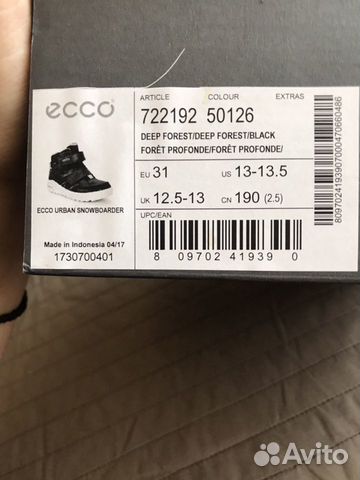 ecco
ARTICLE COLOUR EXTRAS
722192 50126
DEEP FOREST/DEEP FOREST/BLACK
FORÊT PROFONDE/FORÊT PROFONDE/
EU 31 US 13-13.5
UK 12.5-13 CN 190 (2.5)
ECCO URBAN SNOWBOARDER
UPC/EAN
Made in Indonesia 04/17
1730700401
8 09702 41939 0
809702419390700047066​0486
Avito